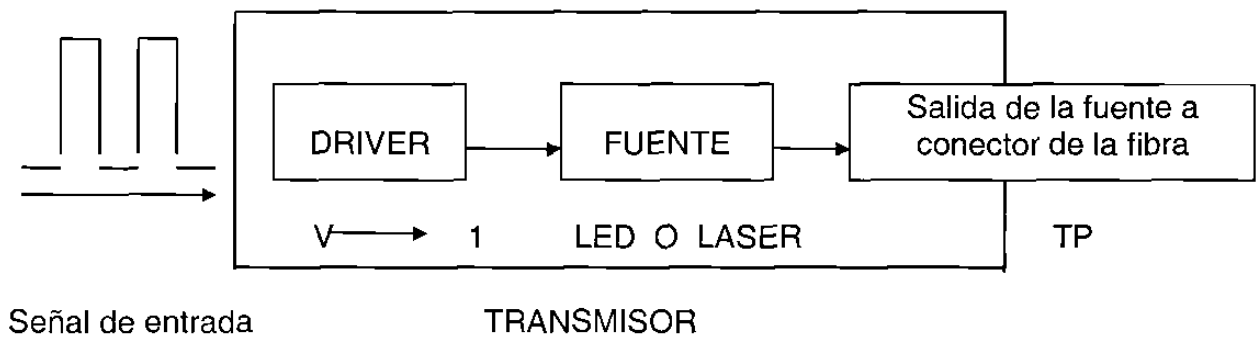 Salida de la fuente a
conector de la fibra
DRIVER
FUENTE
V 1
LED O LASER
TP
Señal de entrada
TRANSMISOR